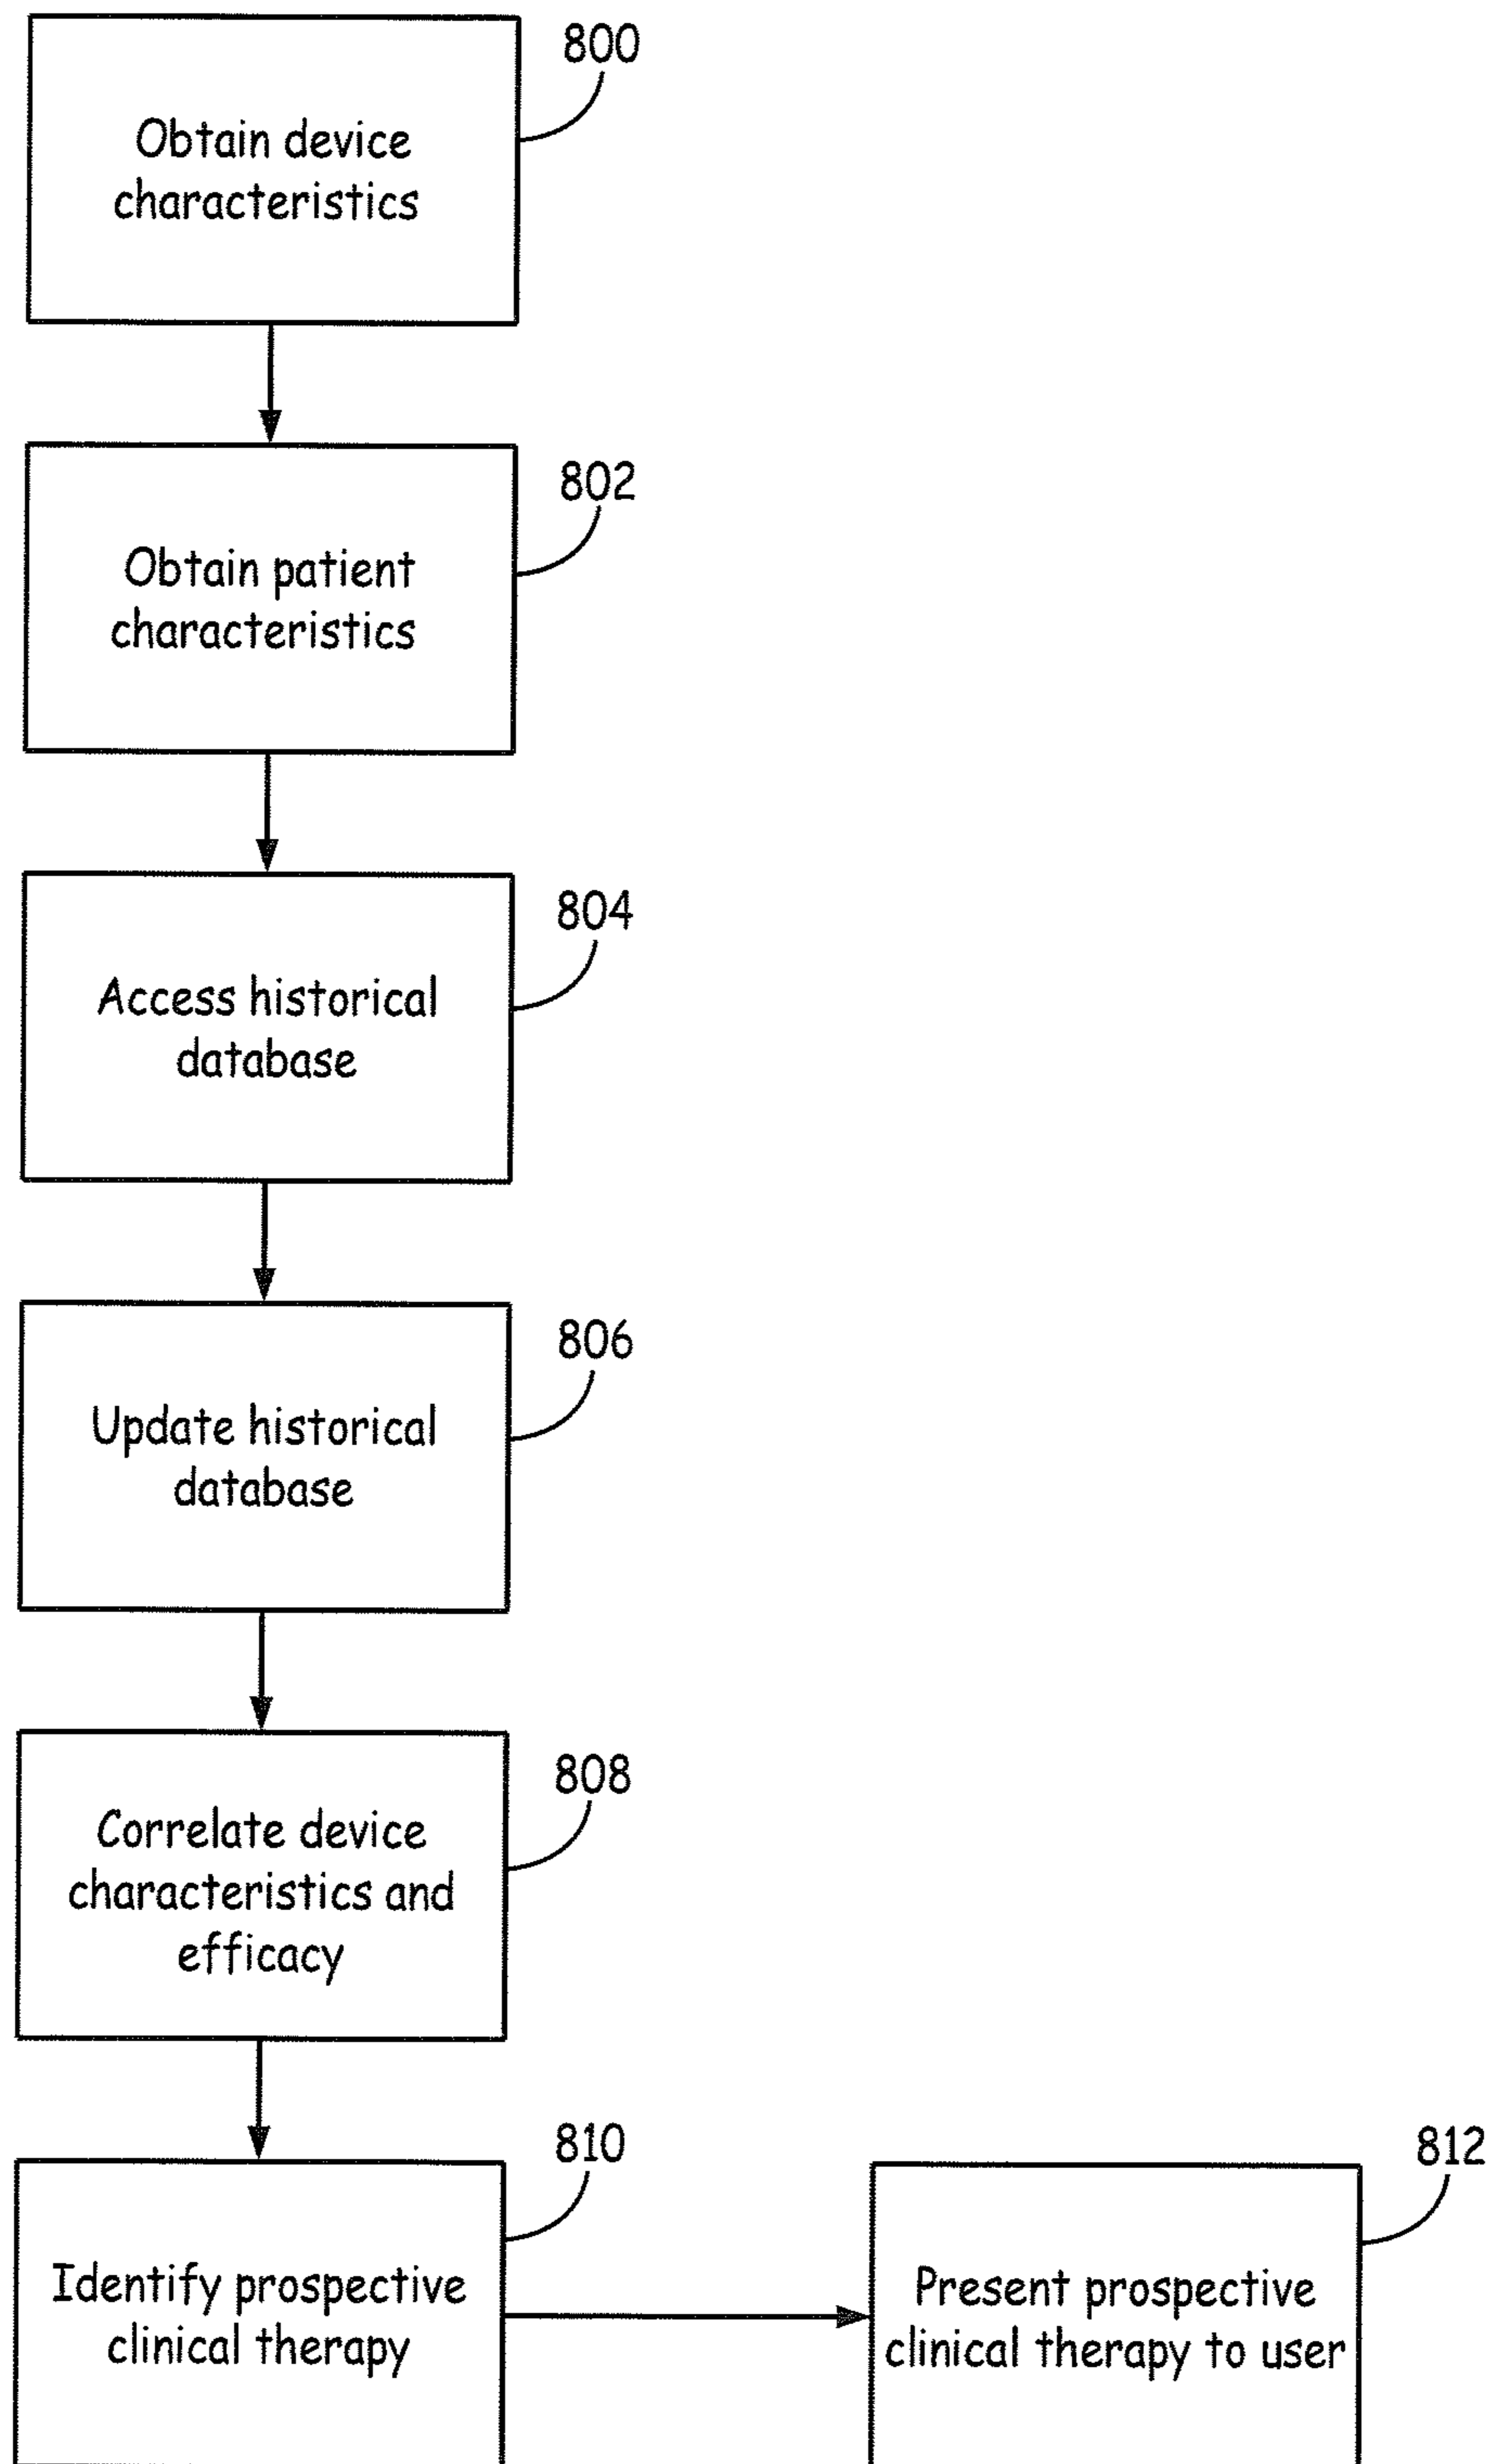 800
Obtain device
characteristics
802
Obtain patient
characteristics
804
Access historical
database
806
Update historical
database
808
Correlate device
characteristics and
efficacy
810
Identify prospective
clinical therapy
812
Present prospective
clinical therapy to user